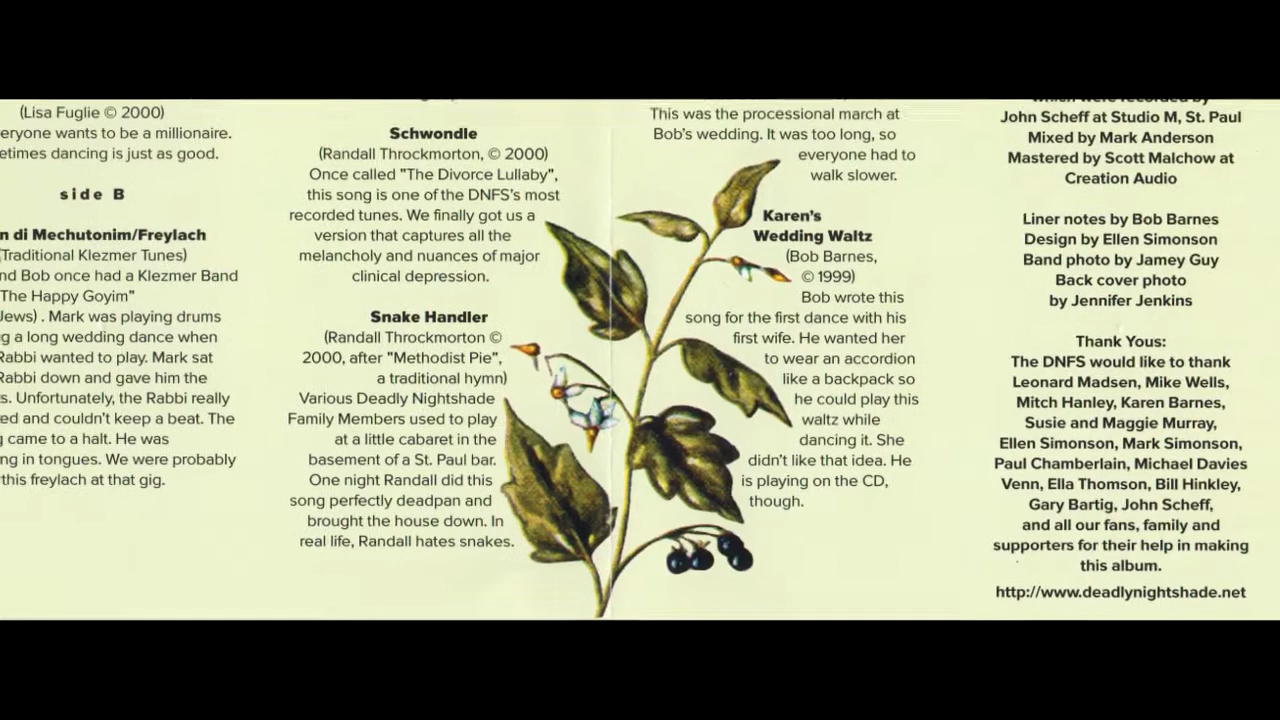 (Lisa Fuglie © 2000)
eryone wants to be a millionaire.
etimes dancing is just as good.
side B
n di Mechutonim/Freylach
Traditional Klezmer Tunes)
nd Bob once had a Klezmer Band
The Happy Goyim"
Jews) . Mark was playing drums
g a long wedding dance when
Rabbi wanted to play. Mark sat
Rabbi down and gave him the
s. Unfortunately, the Rabbi really
ed and couldn't keep a beat. The
g came to a halt. He was
ng in tongues. We were probably
this freylach at that gig.
Schwondle
(Randall Throckmorton, © 2000)
Once called "The Divorce Lullaby",
this song is one of the DNFS's most
recorded tunes. We finally got us a
version that captures all the
melancholy and nuances of major
clinical depression.
Snake Handler
(Randall Throckmorton ©
2000, after "Methodist Pie",
a traditional hymn)
Various Deadly Nightshade
Family Members used to play
at a little cabaret in the
basement of a St. Paul bar.
One night Randall did this
song perfectly deadpan and
brought the house down. In
real life, Randall hates snakes.
This was the processional march at
Bob's wedding. It was too long, so
everyone had to
walk slower.
Karen's
Wedding Waltz
(Bob Barnes,
© 1999)
Bob wrote this
song for the first dance with his
first wife. He wanted her
to wear an accordion
like a backpack so
he could play this
waltz while
dancing it. She
didn't like that idea. He
is playing on the CD,
though.
which were recorded by
John Scheff at Studio M, St. Paul
Mixed by Mark Anderson
Mastered by Scott Malchow at
Creation Audio
Liner notes by Bob Barnes
Design by Ellen Simonson
Band photo by Jamey Guy
Back cover photo
by Jennifer Jenkins
Thank Yous:
The DNFS would like to thank
Leonard Madsen, Mike Wells,
Mitch Hanley, Karen Barnes,
Susie and Maggie Murray,
Ellen Simonson, Mark Simonson,
Paul Chamberlain, Michael Davies
Venn, Ella Thomson, Bill Hinkley,
Gary Bartig, John Scheff,
and all our fans, family and
supporters for their help in making
this album.
http://www.deadlynightshade.net